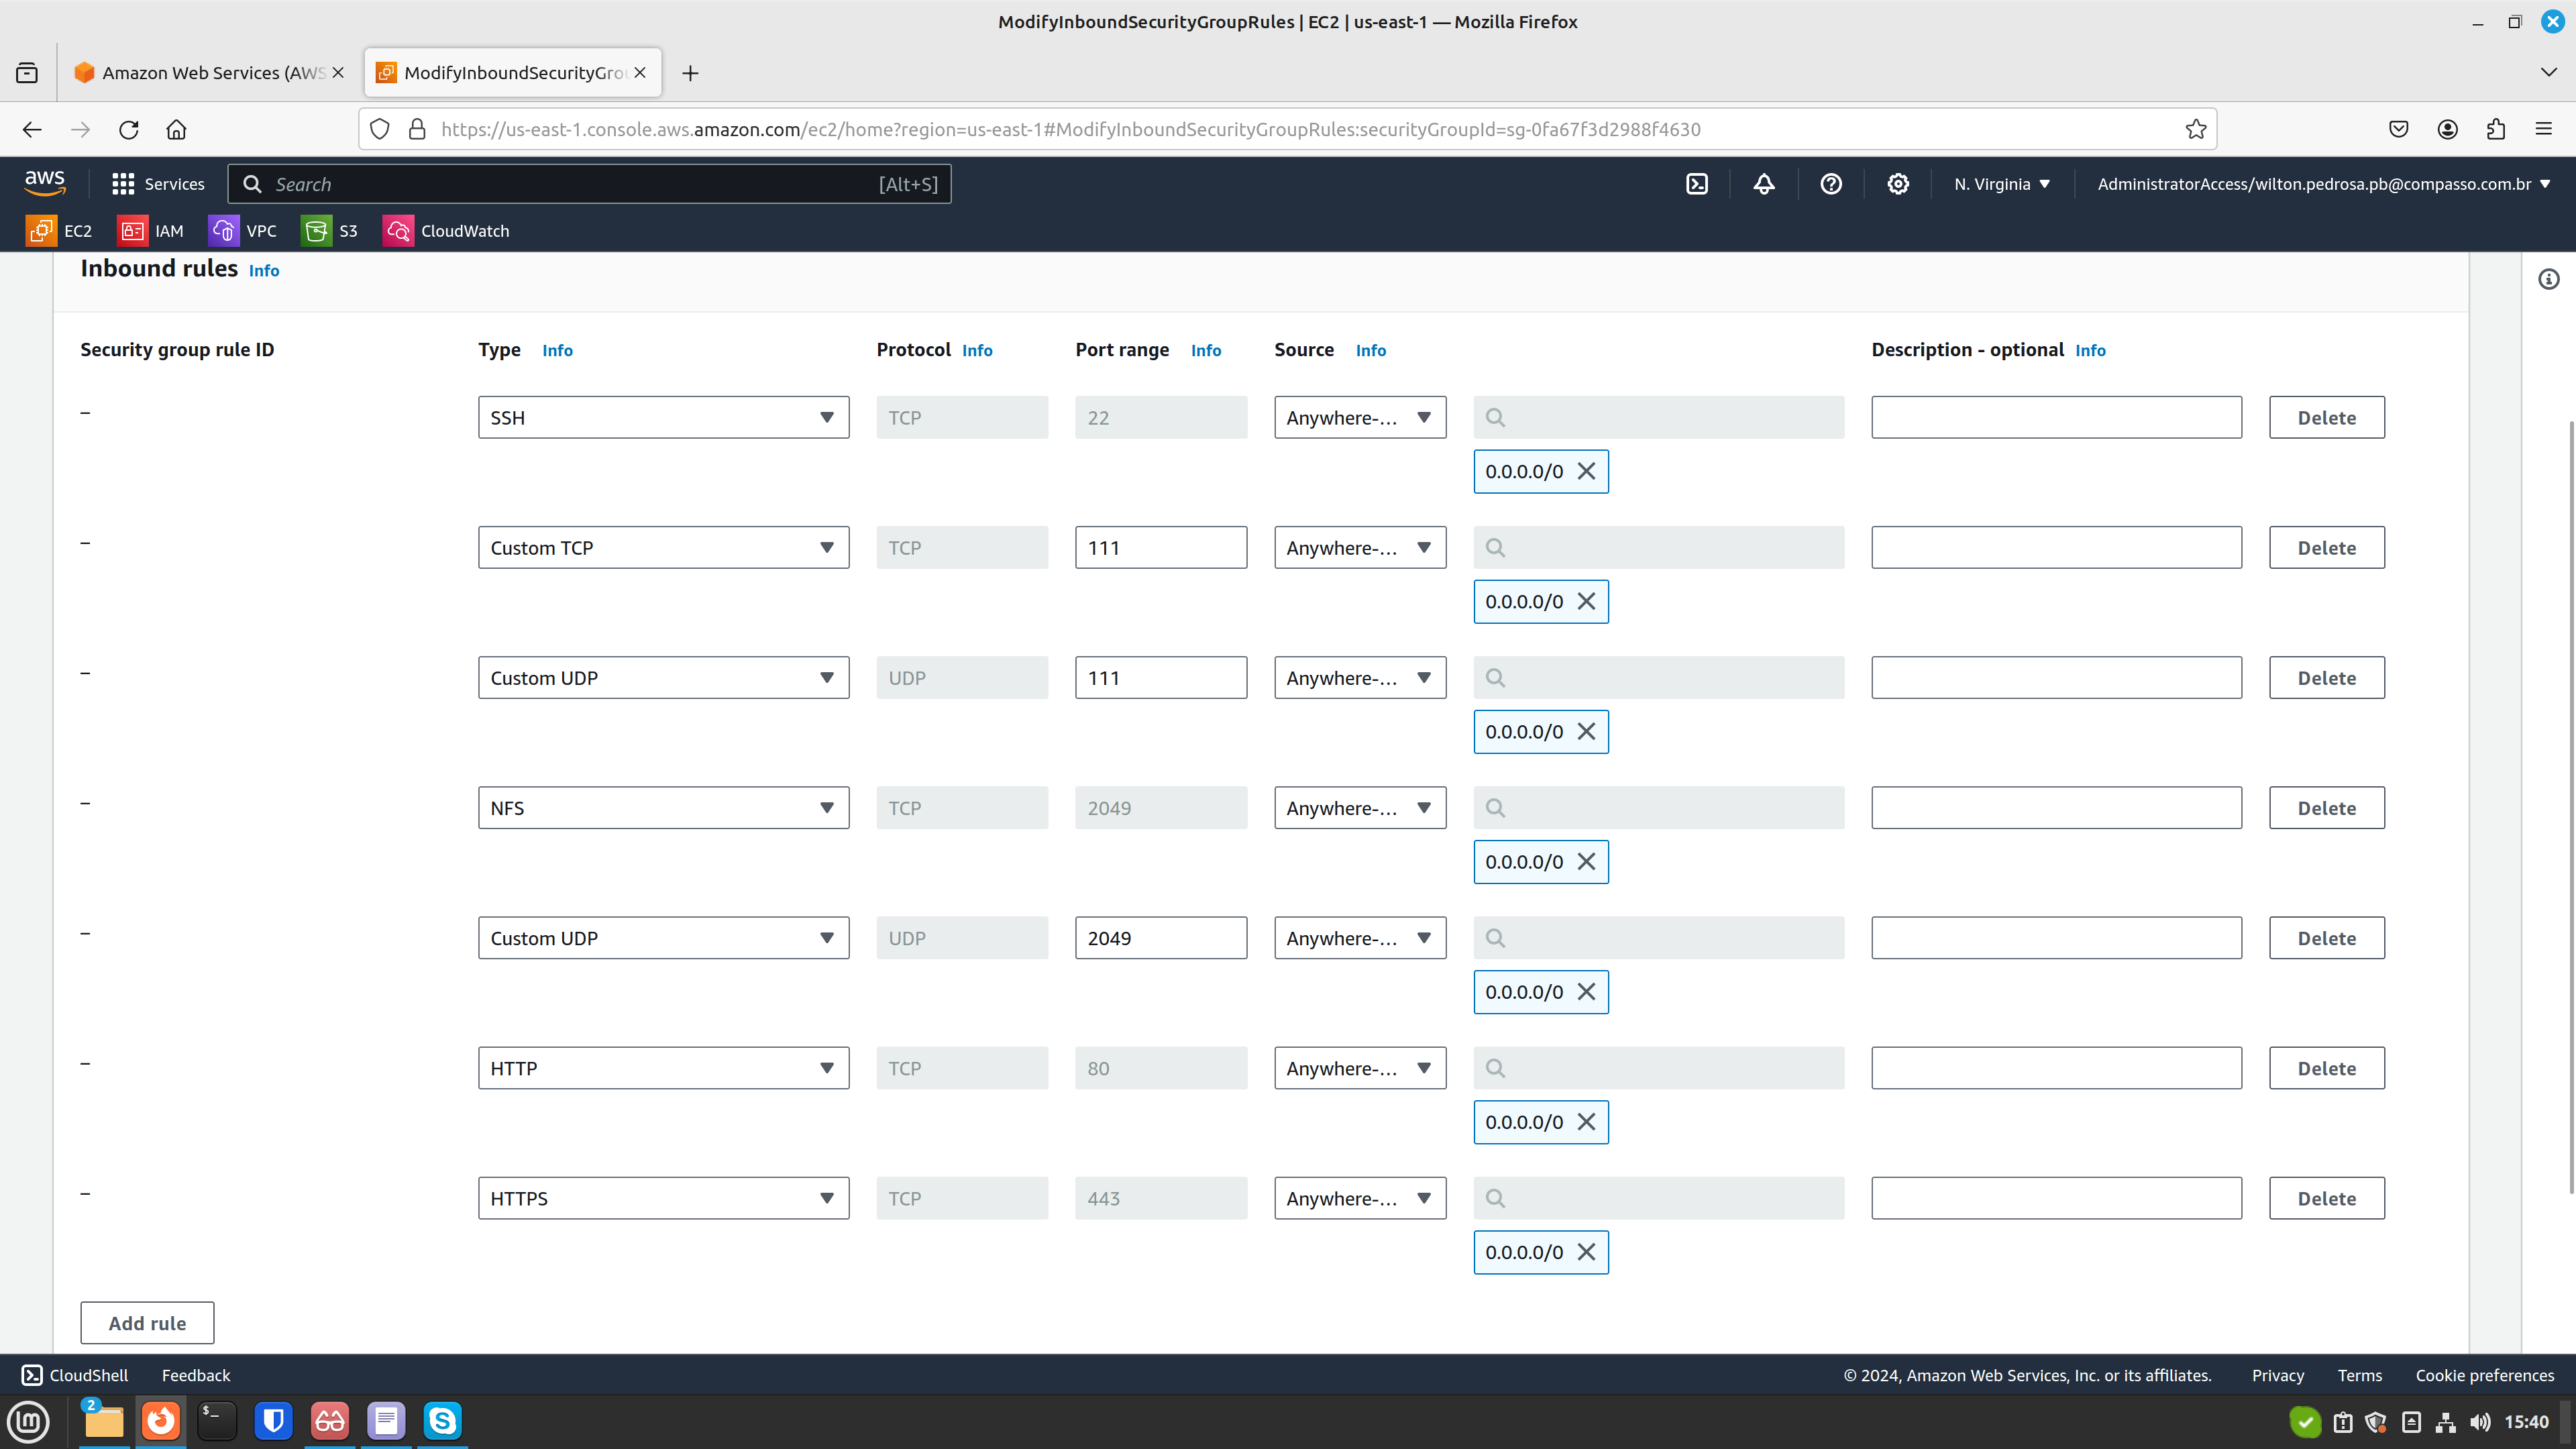 ModifyInboundSecurityGroupRules | EC2 | us-east-1 — Mozilla Firefox
Amazon Web Services (AWS
ModifyInboundSecurityGrou
https://us-east-1.console.aws.amazon.com/ec2/home?region=us-east-1#ModifyInboundSecurityGroupRules:securityGroupId=sg-0fa67f3d2988f4630
aws Services Search [Alt+S] N. Virginia AdministratorAccess/wilton.pedrosa.pb@compasso.com.br
EC2 IAM VPC S3 CloudWatch
Inbound rules Info
Security group rule ID Type Info Protocol Info Port range Info Source Info Description - optional Info
– SSH TCP 22 Anywhere-... Delete
0.0.0.0/0
– Custom TCP TCP 111 Anywhere-... Delete
0.0.0.0/0
– Custom UDP UDP 111 Anywhere-... Delete
0.0.0.0/0
– NFS TCP 2049 Anywhere-... Delete
0.0.0.0/0
– Custom UDP UDP 2049 Anywhere-... Delete
0.0.0.0/0
– HTTP TCP 80 Anywhere-... Delete
0.0.0.0/0
– HTTPS TCP 443 Anywhere-... Delete
0.0.0.0/0
Add rule
CloudShell Feedback © 2024, Amazon Web Services, Inc. or its affiliates. Privacy Terms Cookie preferences
2
$_
15:40